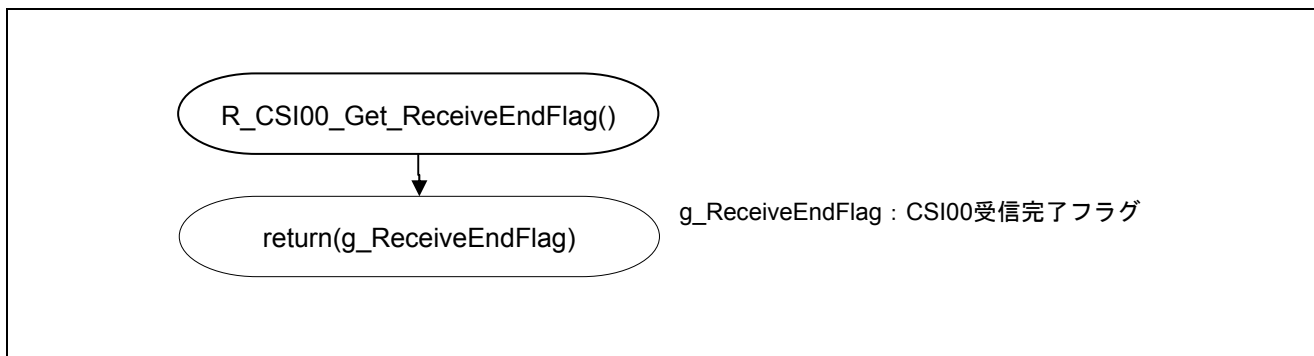 R_CSI00_Get_ReceiveEndFlag()
return(g_ReceiveEndFlag)
g_ReceiveEndFlag：CSI00受信完了フラグ